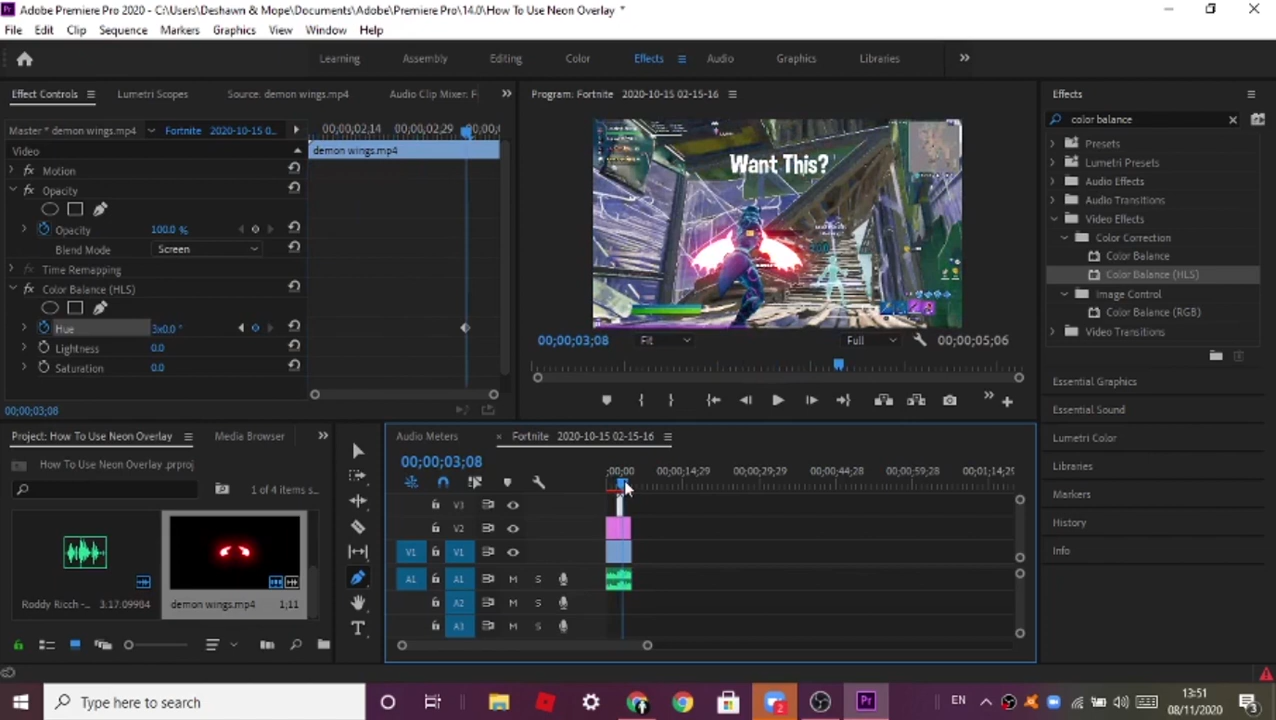 Adobe Premiere Pro 2020 - C:\Users\Deshawn & Mope\Documents\Adobe\Premiere Pro\14.0\How To Use Neon Overlay *
File Edit Clip Sequence Markers Graphics View Window Help
Learning Assembly Editing Color Effects Audio Graphics Libraries
Effect Controls Lumetri Scopes Source: demon wings.mp4 Audio Clip Mixer: F
Master * demon wings.mp4 Fortnite 2020-10-15 0...
00;00;02;14 00;00;02;29 00;00;0
Video
demon wings.mp4
fx Motion
fx Opacity
Opacity 100.0 %
Blend Mode Screen
fx Time Remapping
fx Color Balance (HLS)
Hue 3x0.0 °
Lightness 0.0
Saturation 0.0
00;00;03;08
Program: Fortnite 2020-10-15 02-15-16
Want This?
00;00;03;08 Fit Full 00;00;05;06
Effects
color balance
Presets
Lumetri Presets
Audio Effects
Audio Transitions
Video Effects
Color Correction
Color Balance
Color Balance (HLS)
Image Control
Color Balance (RGB)
Video Transitions
Essential Graphics
Essential Sound
Lumetri Color
Libraries
Markers
History
Info
Project: How To Use Neon Overlay Media Browser
How To Use Neon Overlay .prproj
1 of 4 items s...
Roddy Ricch -... 3:17.09984
demon wings.mp4 1;11
Audio Meters × Fortnite 2020-10-15 02-15-16
00;00;03;08
;00;00 00;00;14;29 00;00;29;29 00;00;44;28 00;00;59;28 00;01;14;29
V3
V2
V1 V1
A1 A1 M S
A2 M S
A3 M S
Type here to search
2
EN
13:51
08/11/2020
3